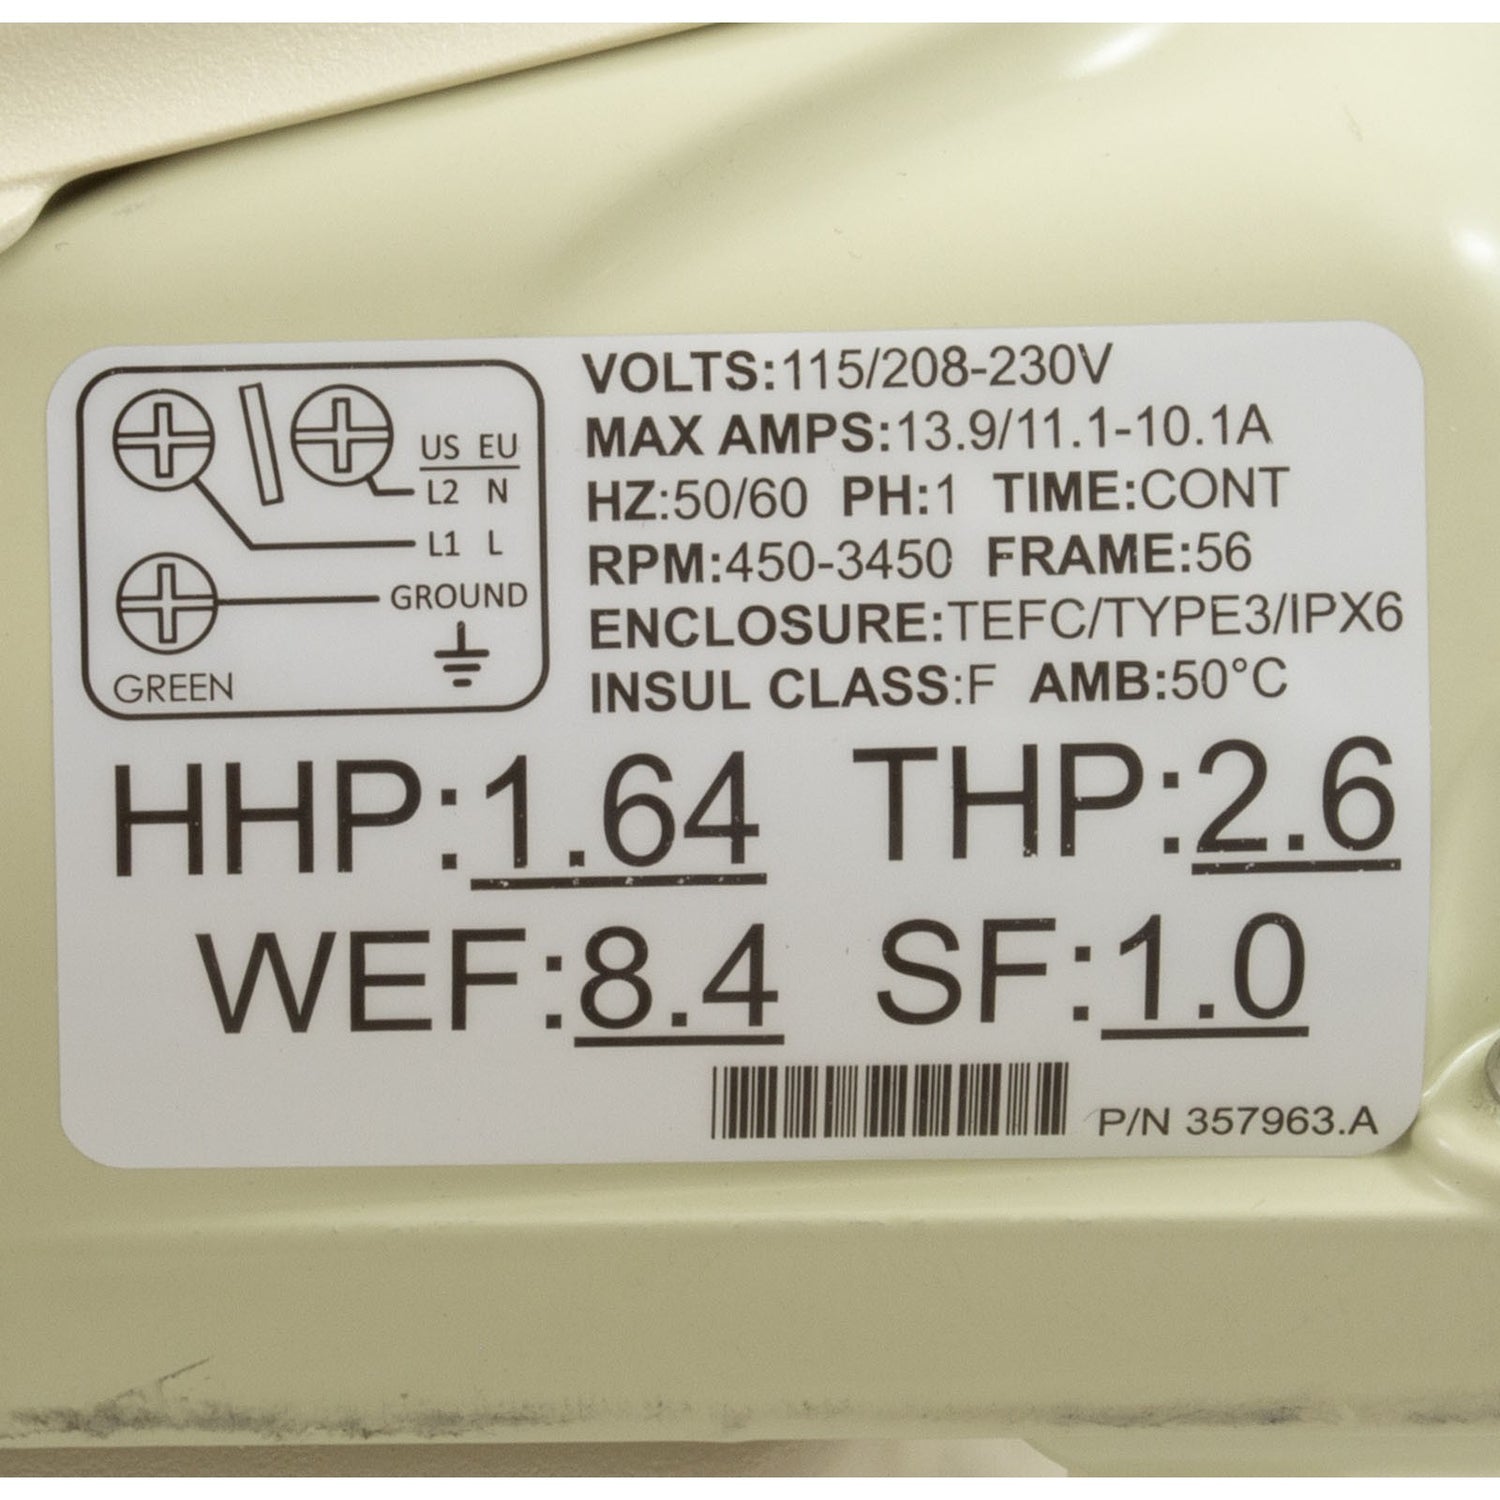 US EU
L2 N
L1 L
GROUND
GREEN
VOLTS:115/208-230V
MAX AMPS:13.9/11.1-10.1A
HZ:50/60 PH:1 TIME:CONT
RPM:450-3450 FRAME:56
ENCLOSURE:TEFC/TYPE3/IPX6
INSUL CLASS:F AMB:50°C
HHP:1.64 THP:2.6
WEF:8.4 SF:1.0
P/N 357963.A